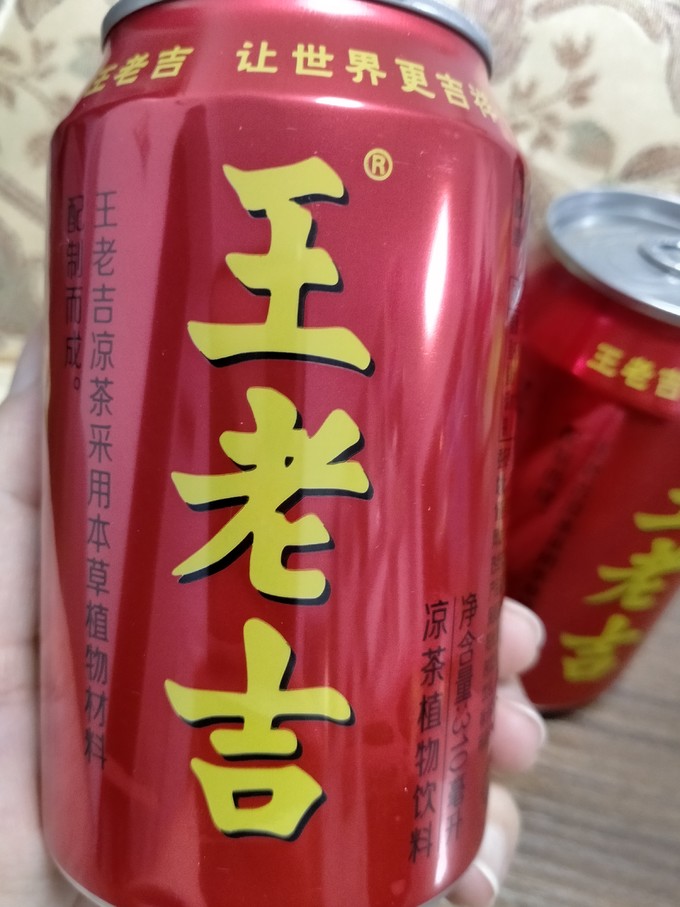 王老吉 让世界更吉祥
王老吉®
王老吉凉茶采用本草植物材料
配制而成。
净含量:310毫升
凉茶植物饮料
王老吉
王老吉